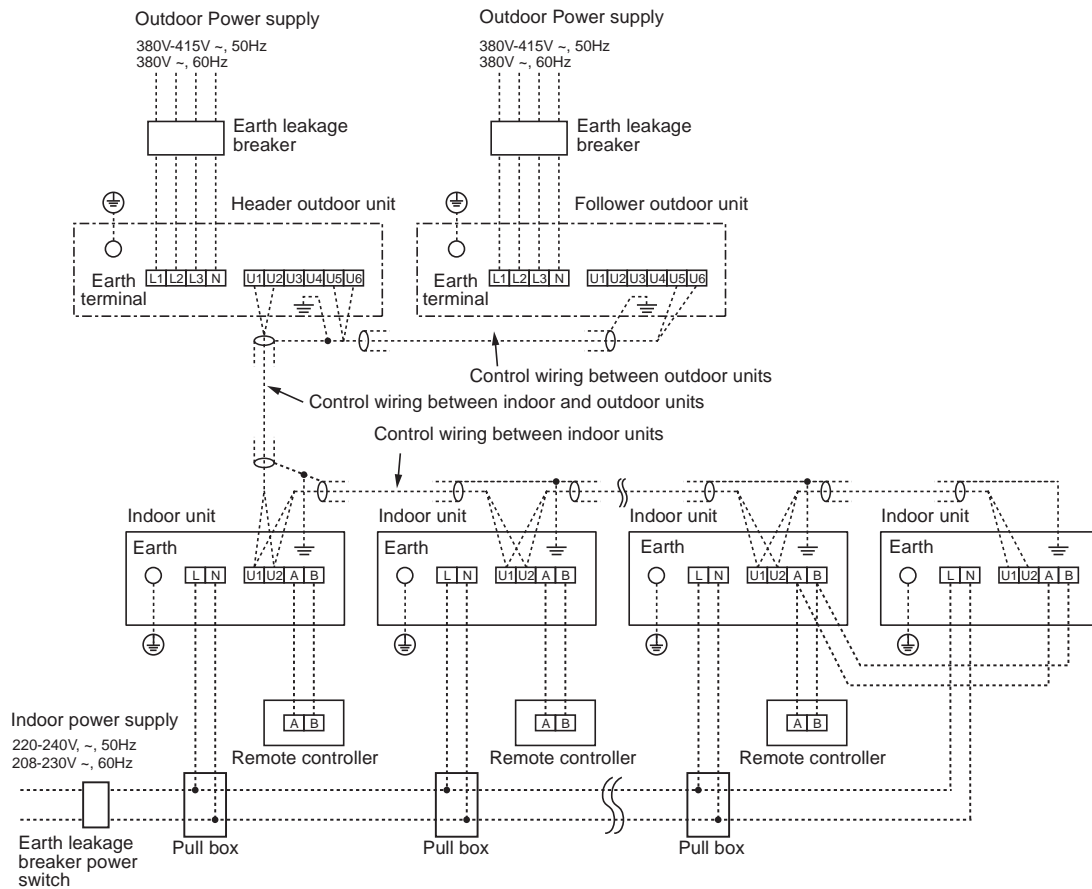 Outdoor Power supply
380V-415V ~, 50Hz
380V ~, 60Hz
Outdoor Power supply
380V-415V ~, 50Hz
380V ~, 60Hz
Earth leakage
breaker
Earth leakage
breaker
Header outdoor unit
Follower outdoor unit
Earth
terminal
L1 L2 L3 N
U1 U2 U3 U4 U5 U6
Earth
terminal
L1 L2 L3 N
U1 U2 U3 U4 U5 U6
Control wiring between outdoor units
Control wiring between indoor and outdoor units
Control wiring between indoor units
Indoor unit
Indoor unit
Indoor unit
Indoor unit
Earth
L N
U1 U2 A B
Earth
L N
U1 U2 A B
Earth
L N
U1 U2 A B
Earth
L N
U1 U2 A B
A B
Remote controller
A B
Remote controller
A B
Remote controller
Indoor power supply
220-240V, ~, 50Hz
208-230V ~, 60Hz
Earth leakage
breaker power
switch
Pull box
Pull box
Pull box